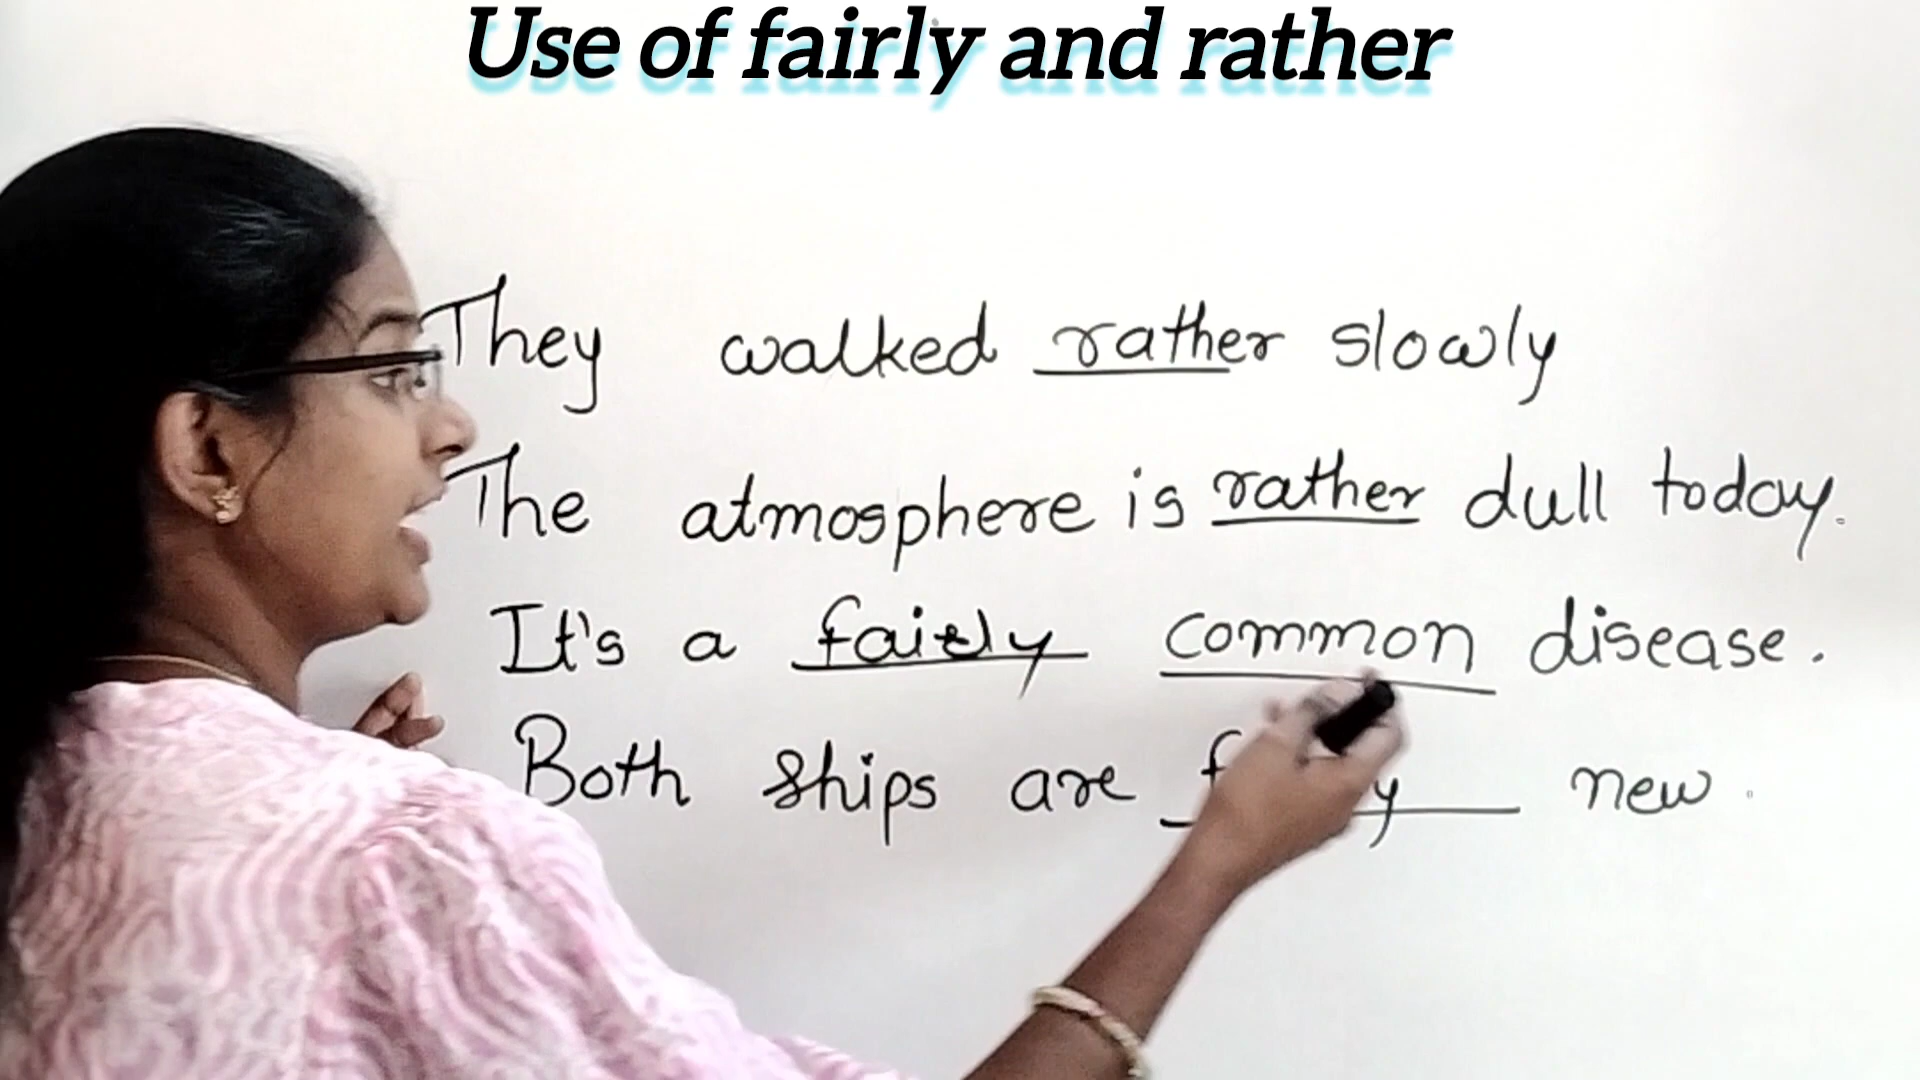 Use of fairly and rather
They walked rather slowly
The atmosphere is rather dull today.
It's a fairly common disease.
Both ships are new.